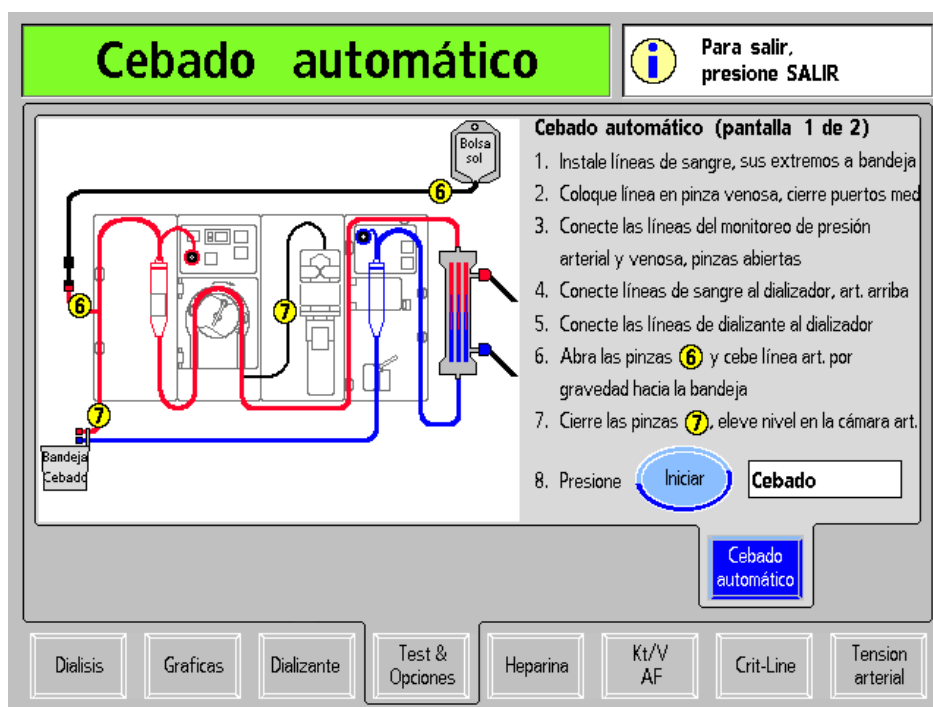 Cebado automático
Para salir,
presione SALIR
Bolsa
sol
6
6
7
7
Bandeja
Cebado
Cebado automático (pantalla 1 de 2)
1. Instale líneas de sangre, sus extremos a bandeja
2. Coloque línea en pinza venosa, cierre puertos med
3. Conecte las líneas del monitoreo de presión
arterial y venosa, pinzas abiertas
4. Conecte líneas de sangre al dializador, art. arriba
5. Conecte las líneas de dializante al dializador
6. Abra las pinzas 6 y cebe línea art. por
gravedad hacia la bandeja
7. Cierre las pinzas 7, eleve nivel en la cámara art.
8. Presione Iniciar Cebado
Cebado
automático
Dialisis
Graficas
Dializante
Test &
Opciones
Heparina
Kt/V
AF
Crit-Line
Tension
arterial